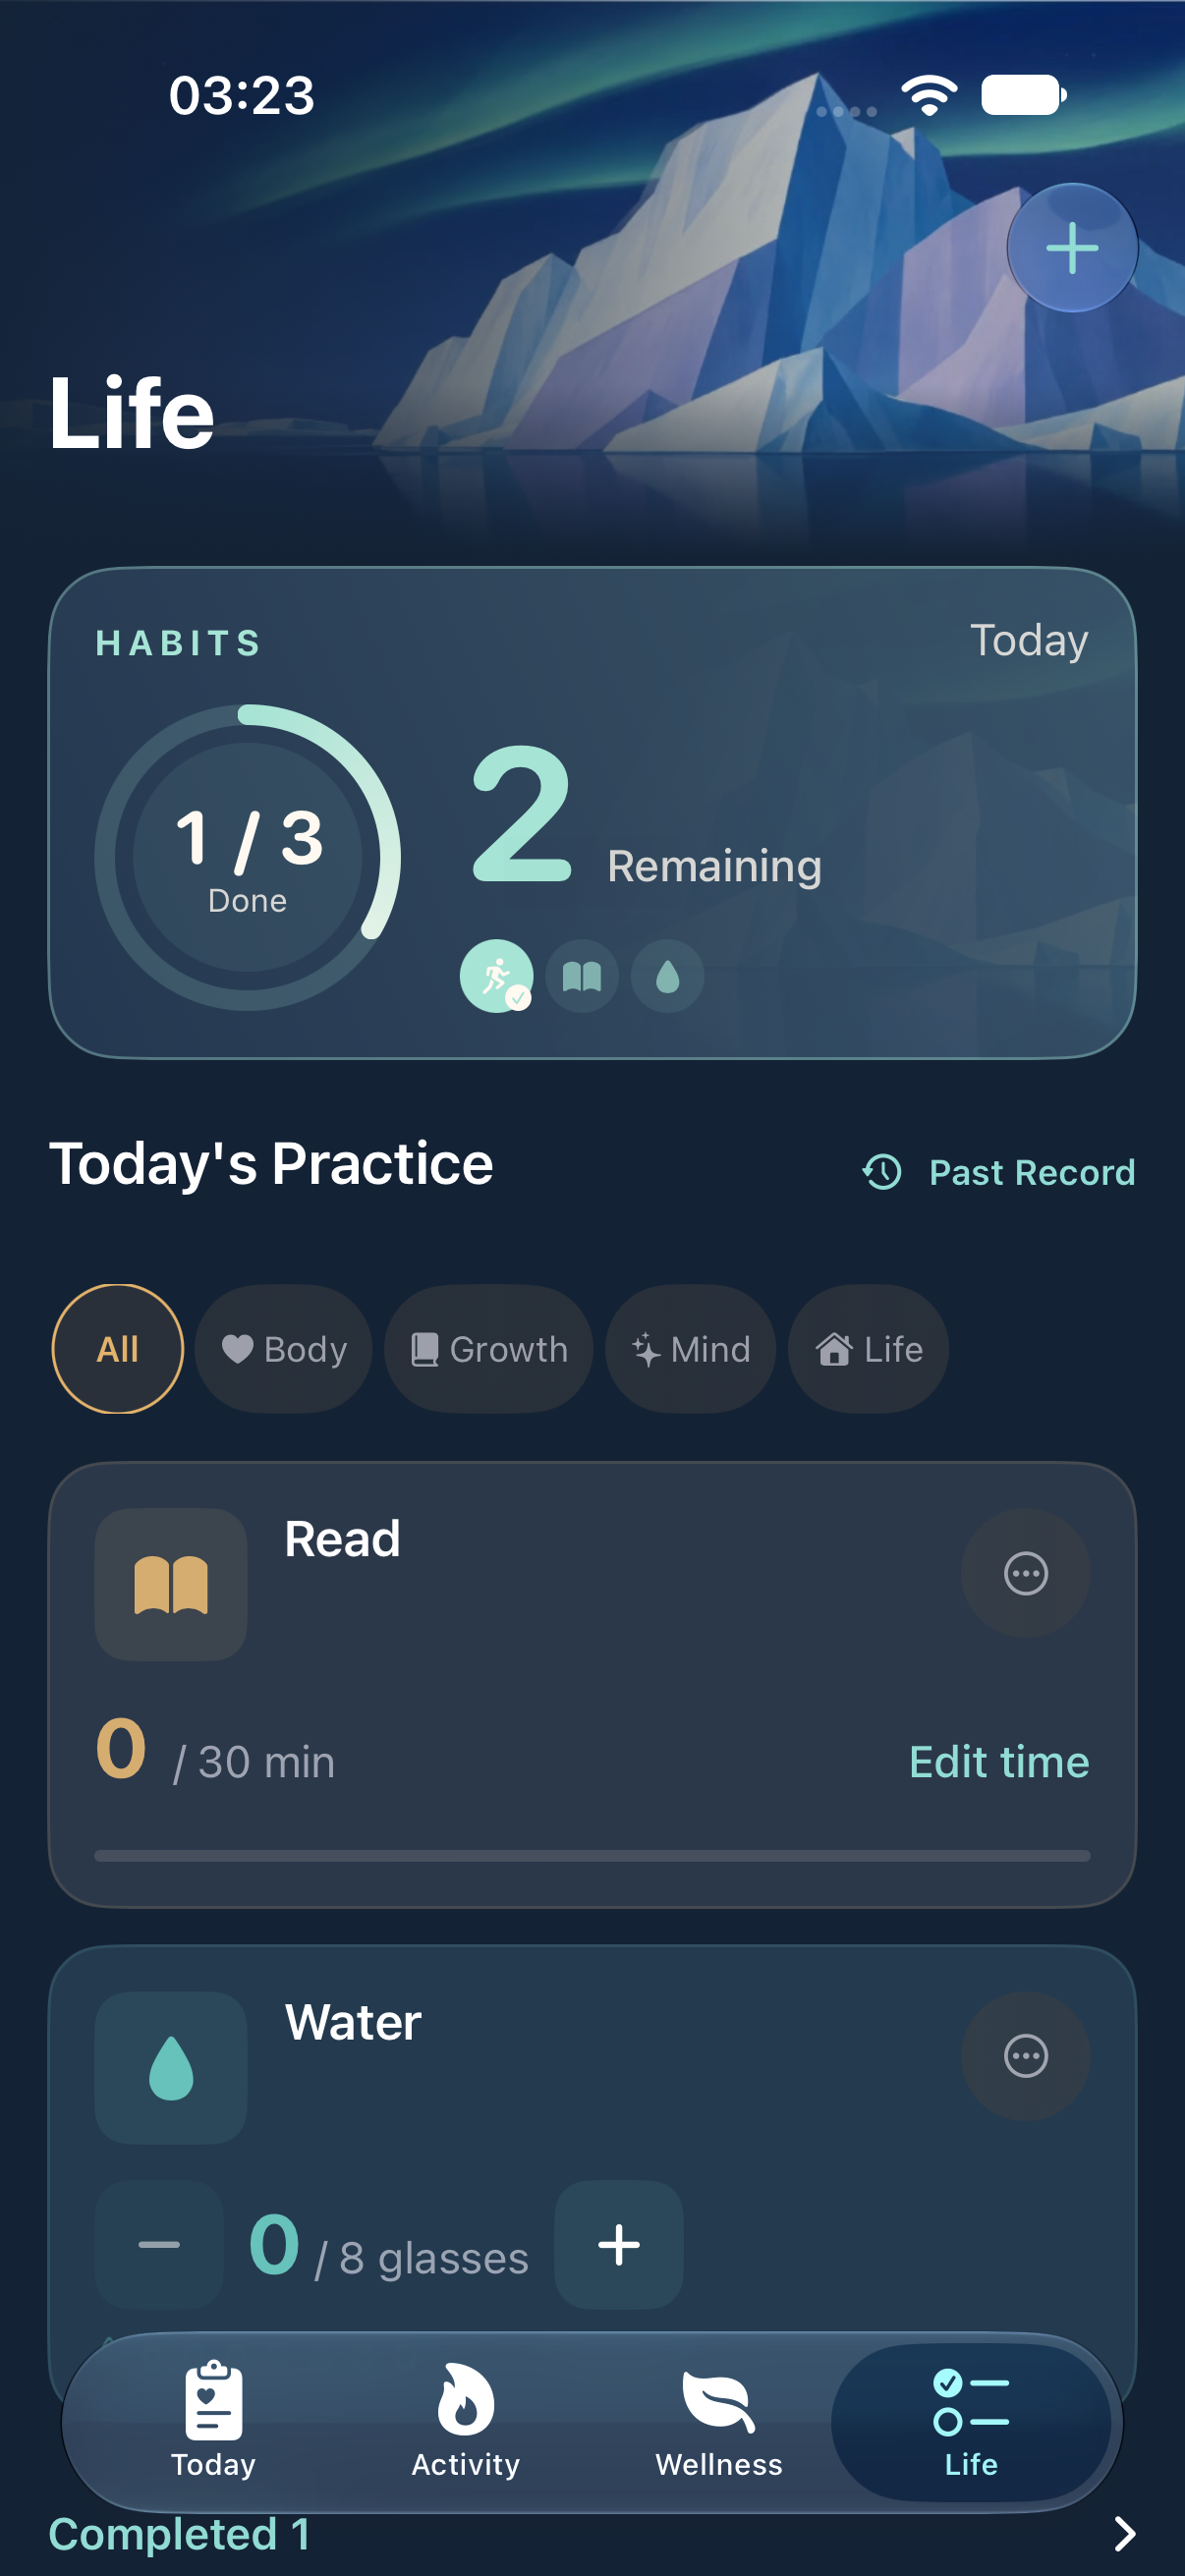 03:23
Life
HABITS
Today
1 / 3
Done
2 Remaining
Today's Practice
Past Record
All
Body
Growth
Mind
Life
Read
0 / 30 min
Edit time
Water
0 / 8 glasses
Today
Activity
Wellness
Life
Completed 1